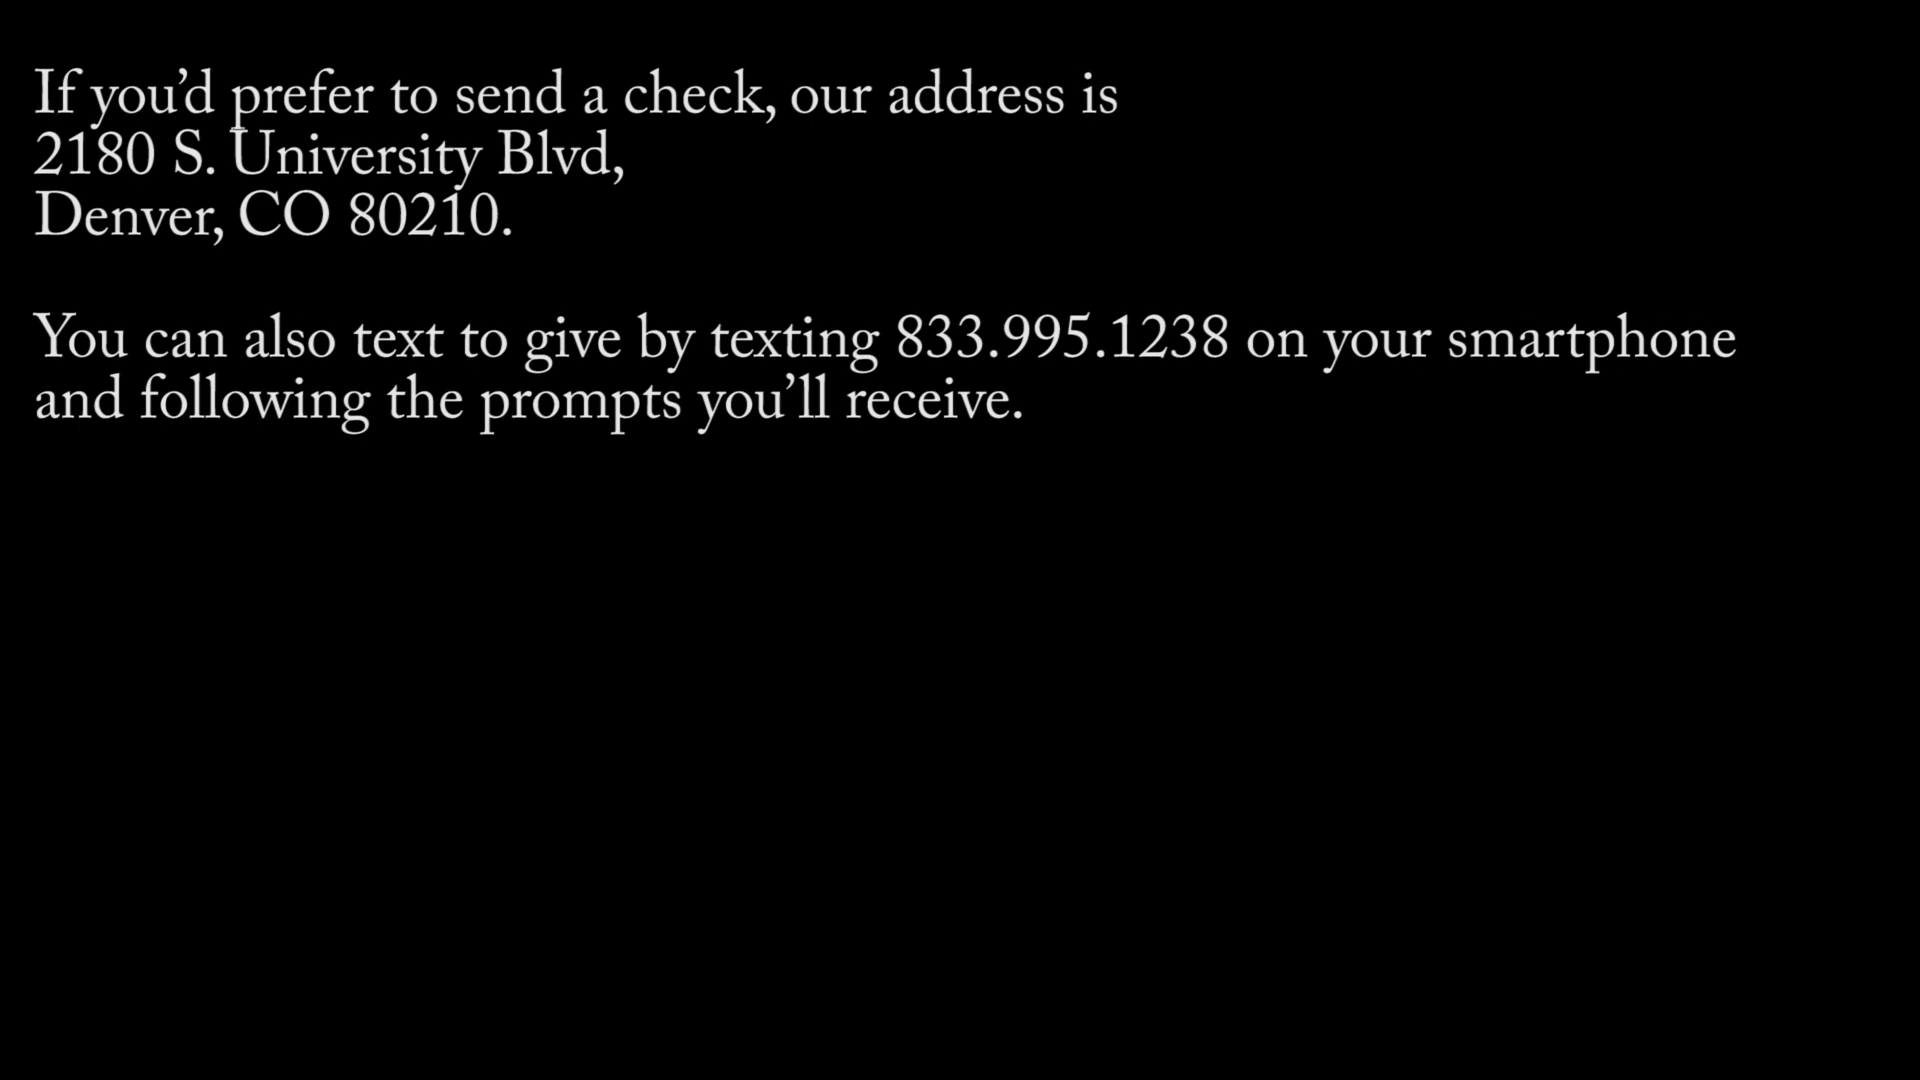 If you’d prefer to send a check, our address is
2180 S. University Blvd,
Denver, CO 80210.
You can also text to give by texting 833.995.1238 on your smartphone
and following the prompts you’ll receive.